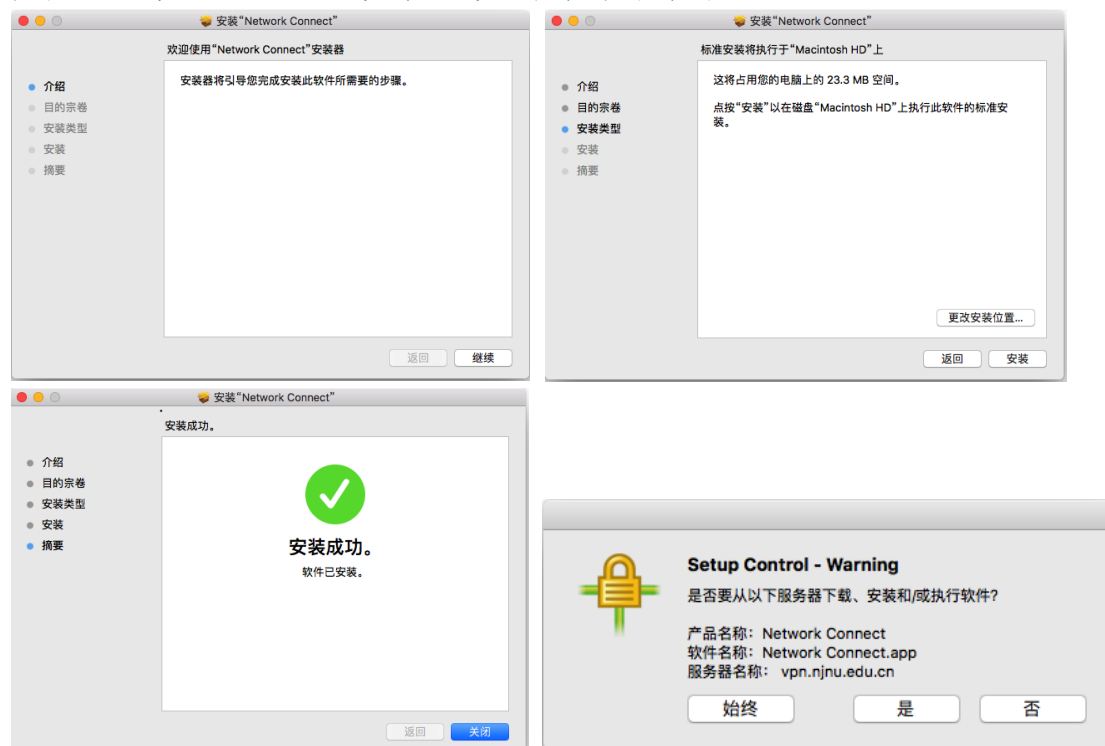 安装“Network Connect”
欢迎使用“Network Connect”安装器
介绍
目的宗卷
安装类型
安装
摘要
安装器将引导您完成安装此软件所需要的步骤。
返回
继续
安装“Network Connect”
标准安装将执行于“Macintosh HD”上
介绍
目的宗卷
安装类型
安装
摘要
这将占用您的电脑上的 23.3 MB 空间。
点按“安装”以在磁盘“Macintosh HD”上执行此软件的标准安
装。
更改安装位置...
返回
安装
安装“Network Connect”
安装成功。
介绍
目的宗卷
安装类型
安装
摘要
安装成功。
软件已安装。
返回
关闭
Setup Control - Warning
是否要从以下服务器下载、安装和/或执行软件?
产品名称: Network Connect
软件名称: Network Connect.app
服务器名称: vpn.njnu.edu.cn
始终
是
否